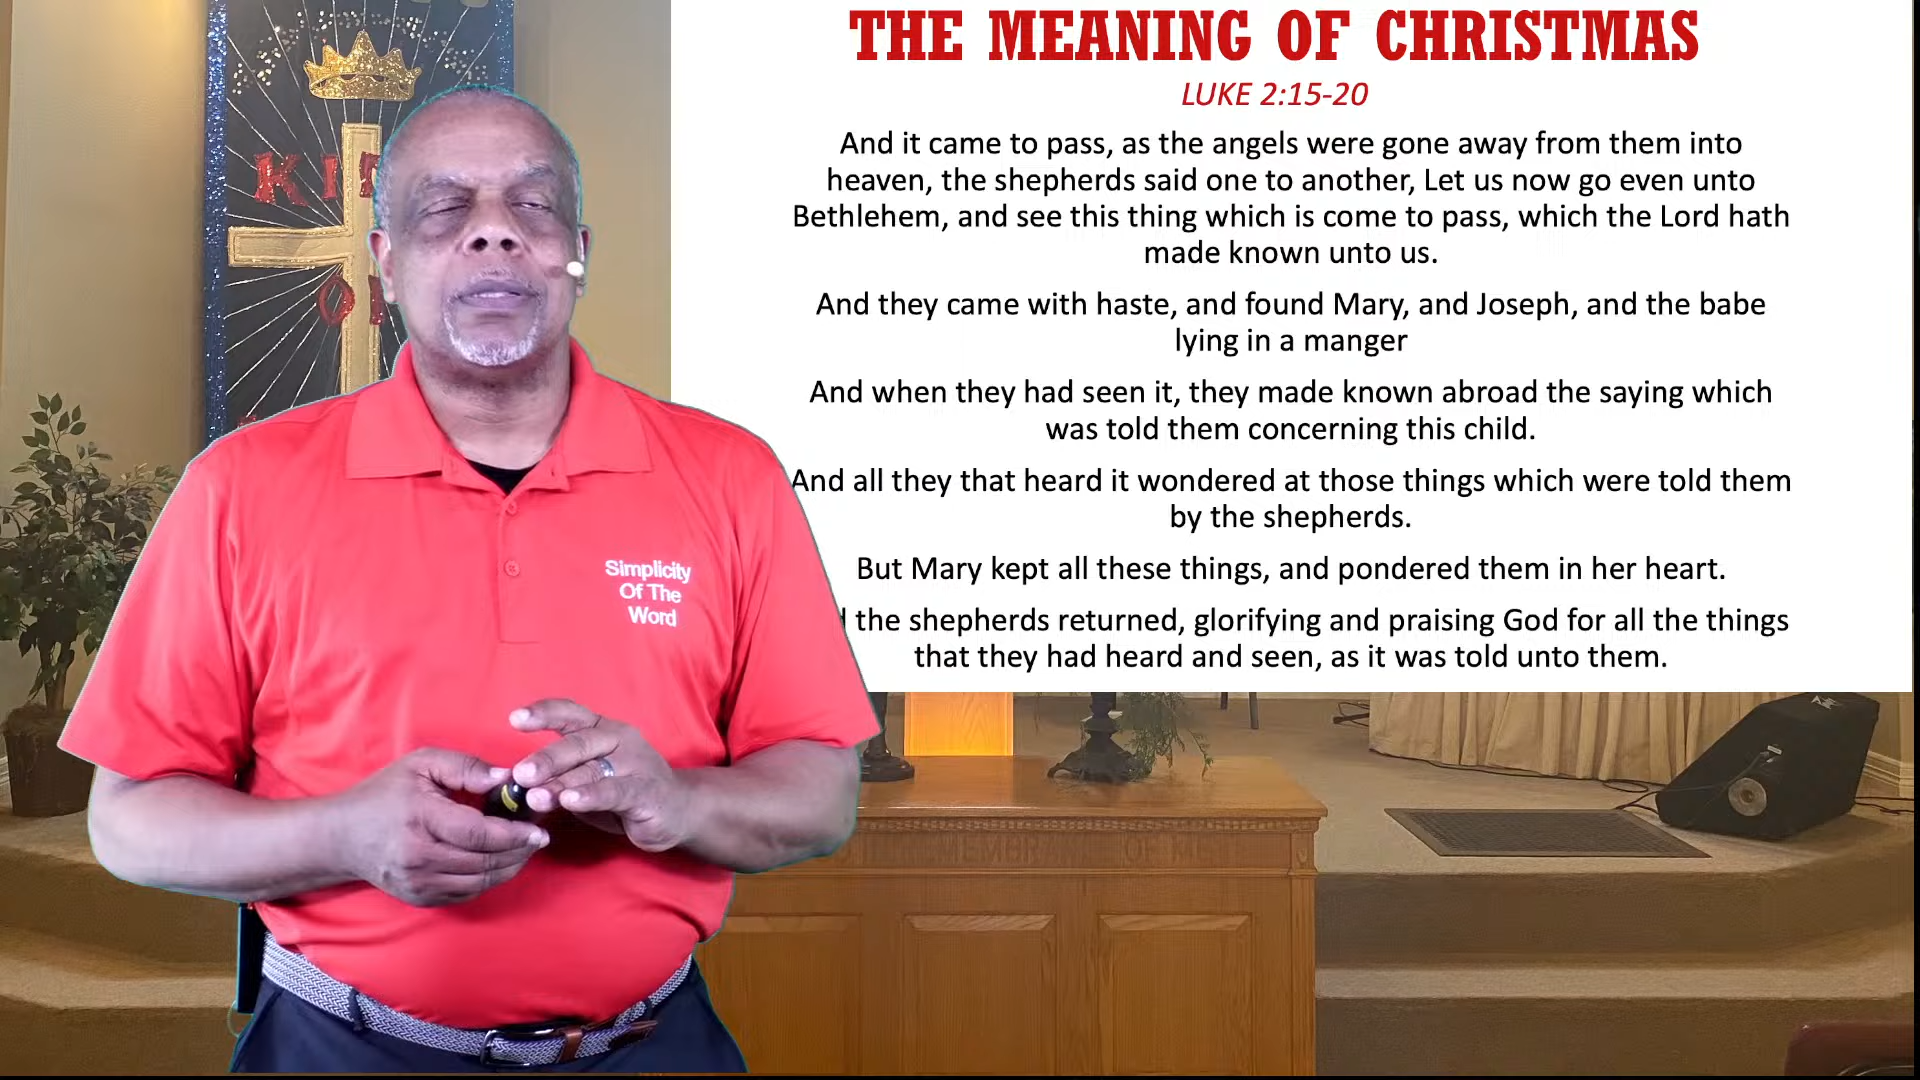 THE MEANING OF CHRISTMAS
LUKE 2:15-20
And it came to pass, as the angels were gone away from them into
heaven, the shepherds said one to another, Let us now go even unto
Bethlehem, and see this thing which is come to pass, which the Lord hath
made known unto us.
And they came with haste, and found Mary, and Joseph, and the babe
lying in a manger
And when they had seen it, they made known abroad the saying which
was told them concerning this child.
And all they that heard it wondered at those things which were told them
by the shepherds.
But Mary kept all these things, and pondered them in her heart.
the shepherds returned, glorifying and praising God for all the things
that they had heard and seen, as it was told unto them.
Simplicity
Of The
Word
OF ME